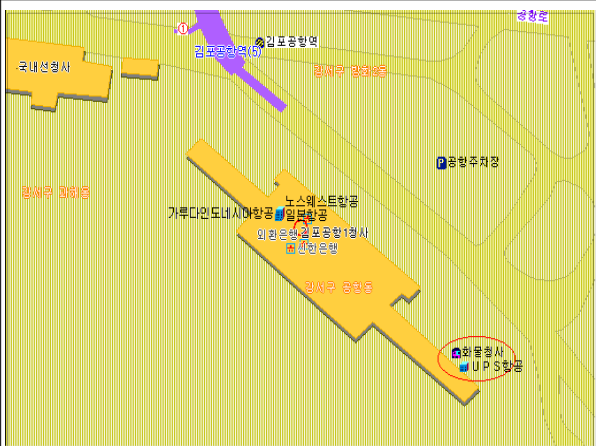 공항로
김포공항역
김포공항역(5)
국내선청사
강서구 방화2동
공항주차장
강서구 과해동
노스웨스트항공
가루다인도네시아항공
일본항공
외환은행
김포공항1청사
신한은행
강서구 공항동
화물청사
UPS항공